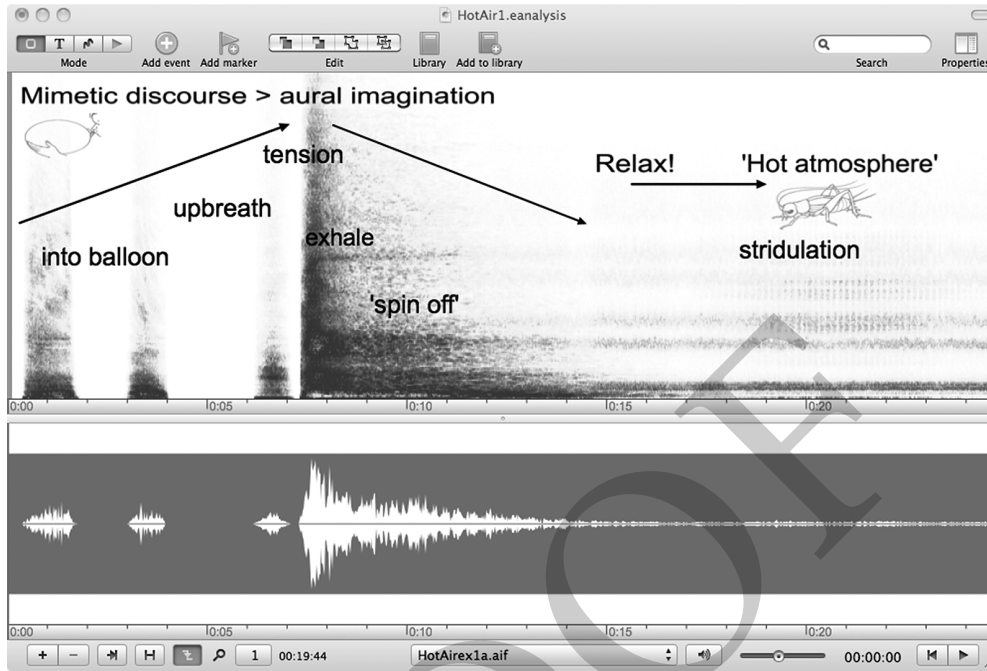 HotAir1.eanalysis
T
Mode
Add event
Add marker
Edit
Library
Add to library
Search
Properties
Mimetic discourse > aural imagination
tension
Relax!
'Hot atmosphere'
upbreath
exhale
into balloon
stridulation
'spin off'
0:00 0:05 0:10 0:15 0:20
0:00 0:05 0:10 0:15 0:20
+ - H 1 00:19:44 HotAirex1a.aif 00:00:00